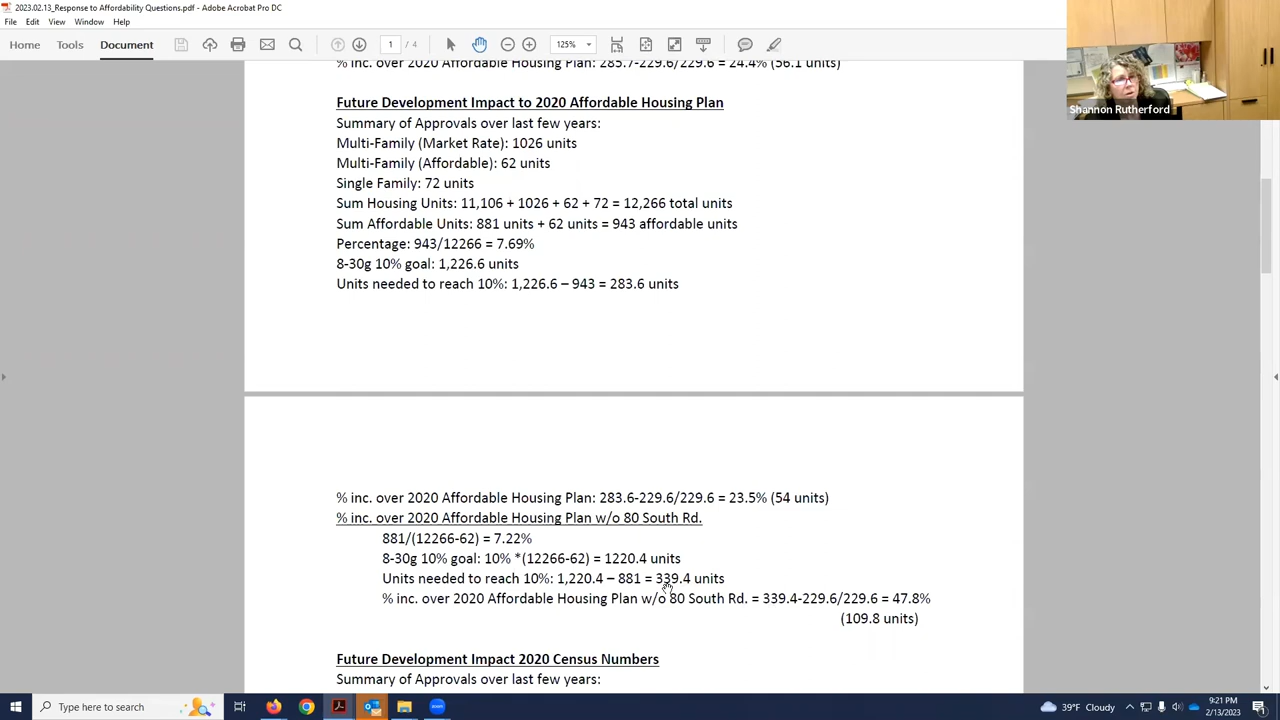 2023.02.13_Response to Affordability Questions.pdf - Adobe Acrobat Pro DC
File Edit View Window Help
Home Tools Document 1 / 4 125%
% inc. over 2020 Affordable Housing Plan: 285.7-229.6/229.6 = 24.4% (56.1 units)
Shannon Rutherford
Future Development Impact to 2020 Affordable Housing Plan
Summary of Approvals over last few years:
Multi-Family (Market Rate): 1026 units
Multi-Family (Affordable): 62 units
Single Family: 72 units
Sum Housing Units: 11,106 + 1026 + 62 + 72 = 12,266 total units
Sum Affordable Units: 881 units + 62 units = 943 affordable units
Percentage: 943/12266 = 7.69%
8-30g 10% goal: 1,226.6 units
Units needed to reach 10%: 1,226.6 – 943 = 283.6 units
% inc. over 2020 Affordable Housing Plan: 283.6-229.6/229.6 = 23.5% (54 units)
% inc. over 2020 Affordable Housing Plan w/o 80 South Rd.
881/(12266-62) = 7.22%
8-30g 10% goal: 10% *(12266-62) = 1220.4 units
Units needed to reach 10%: 1,220.4 – 881 = 339.4 units
% inc. over 2020 Affordable Housing Plan w/o 80 South Rd. = 339.4-229.6/229.6 = 47.8%
(109.8 units)
Future Development Impact 2020 Census Numbers
Summary of Approvals over last few years:
Type here to search
zoom
39°F Cloudy
9:21 PM
2/13/2023